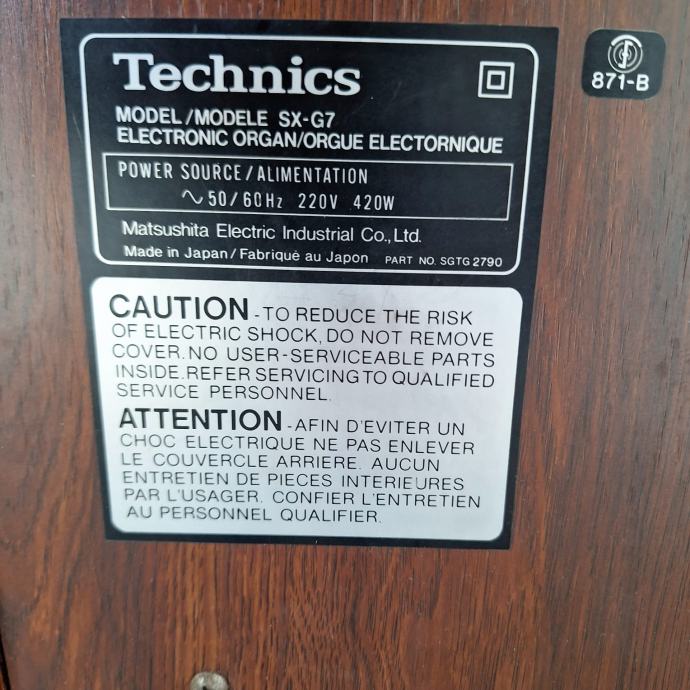 Technics
871-B
MODEL/MODELE SX-G7
ELECTRONIC ORGAN/ORGUE ELECTORNIQUE
POWER SOURCE/ALIMENTATION
∿50/60Hz 220V 420W
Matsushita Electric Industrial Co., Ltd.
Made in Japan/Fabriqué au Japon PART NO. SGTG2790
CAUTION -TO REDUCE THE RISK
OF ELECTRIC SHOCK, DO NOT REMOVE
COVER. NO USER-SERVICEABLE PARTS
INSIDE. REFER SERVICING TO QUALIFIED
SERVICE PERSONNEL.
ATTENTION -AFIN D'EVITER UN
CHOC ELECTRIQUE NE PAS ENLEVER
LE COUVERCLE ARRIERE. AUCUN
ENTRETIEN DE PIECES INTERIEURES
PAR L'USAGER. CONFIER L'ENTRETIEN
AU PERSONNEL QUALIFIER.